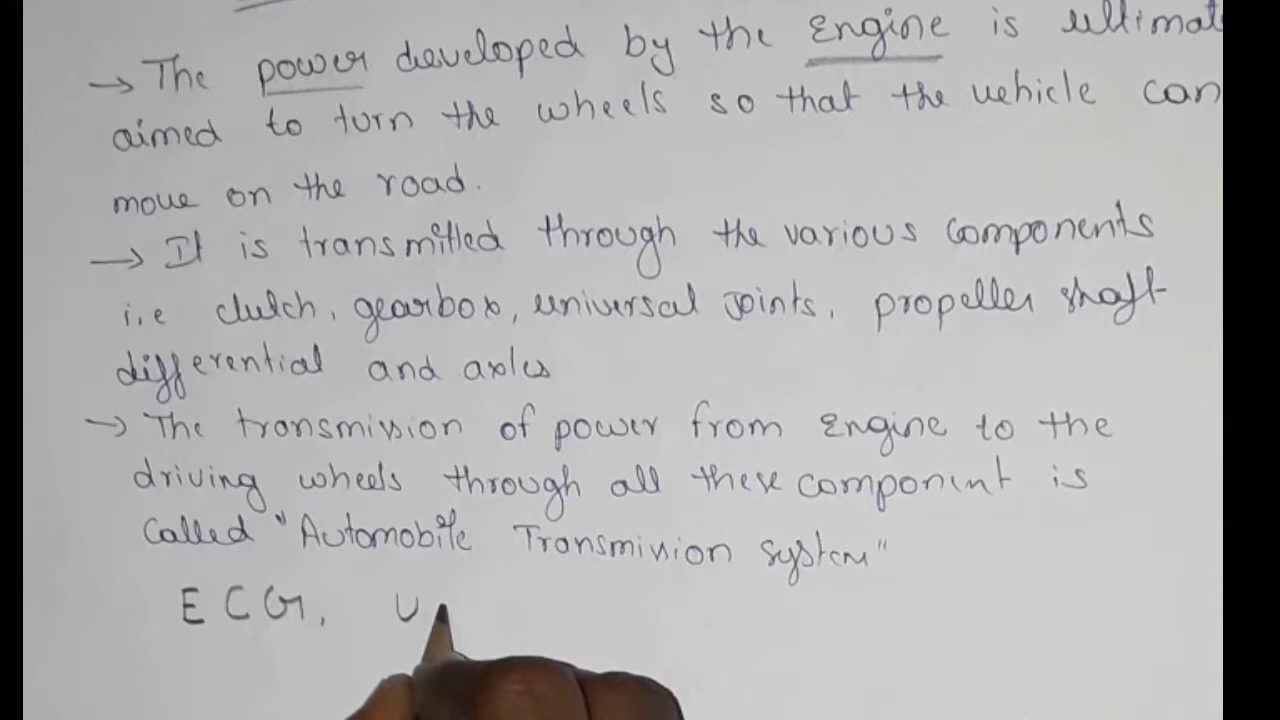 → The power developed by the Engine is ultimat
aimed to turn the wheels so that the vehicle can
move on the road.
→ It is transmitted through the various components
i.e clutch, gearbox, universal joints, propeller shaft
differential and axles
→ The transmission of power from Engine to the
driving wheels through all these component is
called "Automobile Transmission system"
E C G, U